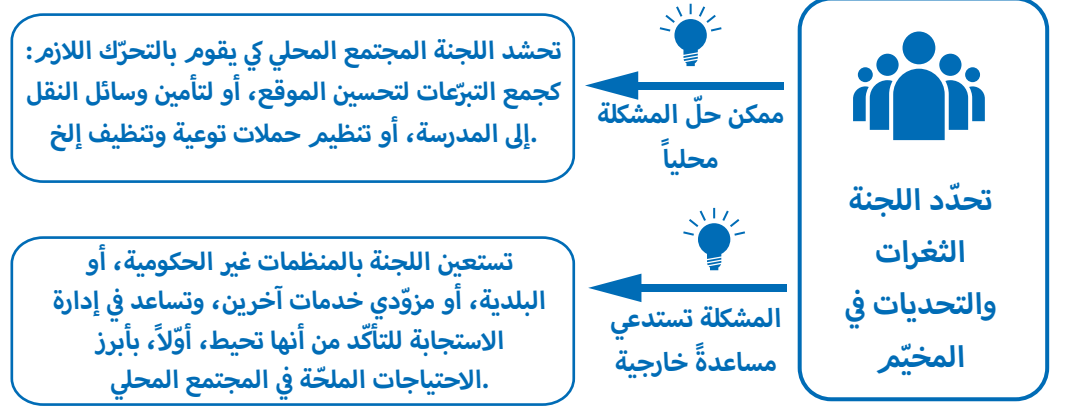 تحدّد اللجنة
الثغرات
والتحديات في
المخيّم
ممكن حلّ المشكلة
محلياً
تحشد اللجنة المجتمع المحلي كي يقوم بالتحرّك اللازم:
كجمع التبرّعات لتحسين الموقع، أو لتأمين وسائل النقل
إلى المدرسة، أو تنظيم حملات توعية وتنظيف إلخ.
المشكلة تستدعي
مساعدةً خارجية
تستعين اللجنة بالمنظمات غير الحكومية، أو
البلدية، أو مزوّدي خدمات آخرين، وتساعد في إدارة
الاستجابة للتأكّد من أنها تحيط، أوّلاً، بأبرز
الاحتياجات الملحّة في المجتمع المحلي.